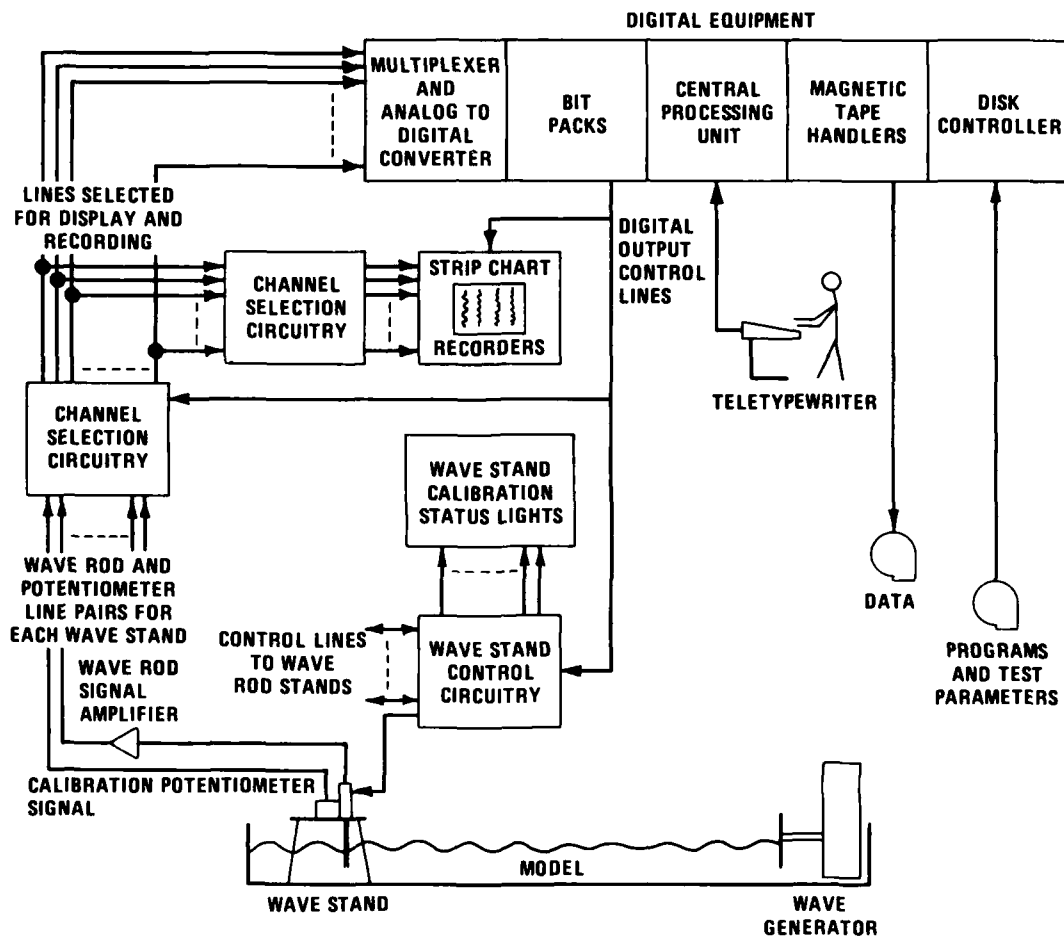 DIGITAL EQUIPMENT
MULTIPLEXER
AND
ANALOG TO
DIGITAL
CONVERTER
BIT
PACKS
CENTRAL
PROCESSING
UNIT
MAGNETIC
TAPE
HANDLERS
DISK
CONTROLLER
LINES SELECTED
FOR DISPLAY AND
RECORDING
CHANNEL
SELECTION
CIRCUITRY
STRIP CHART
RECORDERS
DIGITAL
OUTPUT
CONTROL
LINES
TELETYPEWRITER
CHANNEL
SELECTION
CIRCUITRY
WAVE STAND
CALIBRATION
STATUS LIGHTS
WAVE ROD AND
POTENTIOMETER
LINE PAIRS FOR
EACH WAVE STAND
CONTROL LINES
TO WAVE
ROD STANDS
WAVE STAND
CONTROL
CIRCUITRY
DATA
PROGRAMS
AND TEST
PARAMETERS
WAVE ROD
SIGNAL
AMPLIFIER
CALIBRATION POTENTIOMETER
SIGNAL
MODEL
WAVE STAND
WAVE
GENERATOR